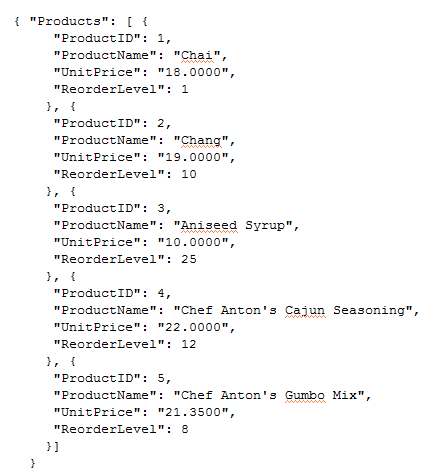 { "Products": [ {
"ProductID": 1,
"ProductName": "Chai",
"UnitPrice": "18.0000",
"ReorderLevel": 1
}, {
"ProductID": 2,
"ProductName": "Chang",
"UnitPrice": "19.0000",
"ReorderLevel": 10
}, {
"ProductID": 3,
"ProductName": "Aniseed Syrup",
"UnitPrice": "10.0000",
"ReorderLevel": 25
}, {
"ProductID": 4,
"ProductName": "Chef Anton's Cajun Seasoning",
"UnitPrice": "22.0000",
"ReorderLevel": 12
}, {
"ProductID": 5,
"ProductName": "Chef Anton's Gumbo Mix",
"UnitPrice": "21.3500",
"ReorderLevel": 8
}]
}